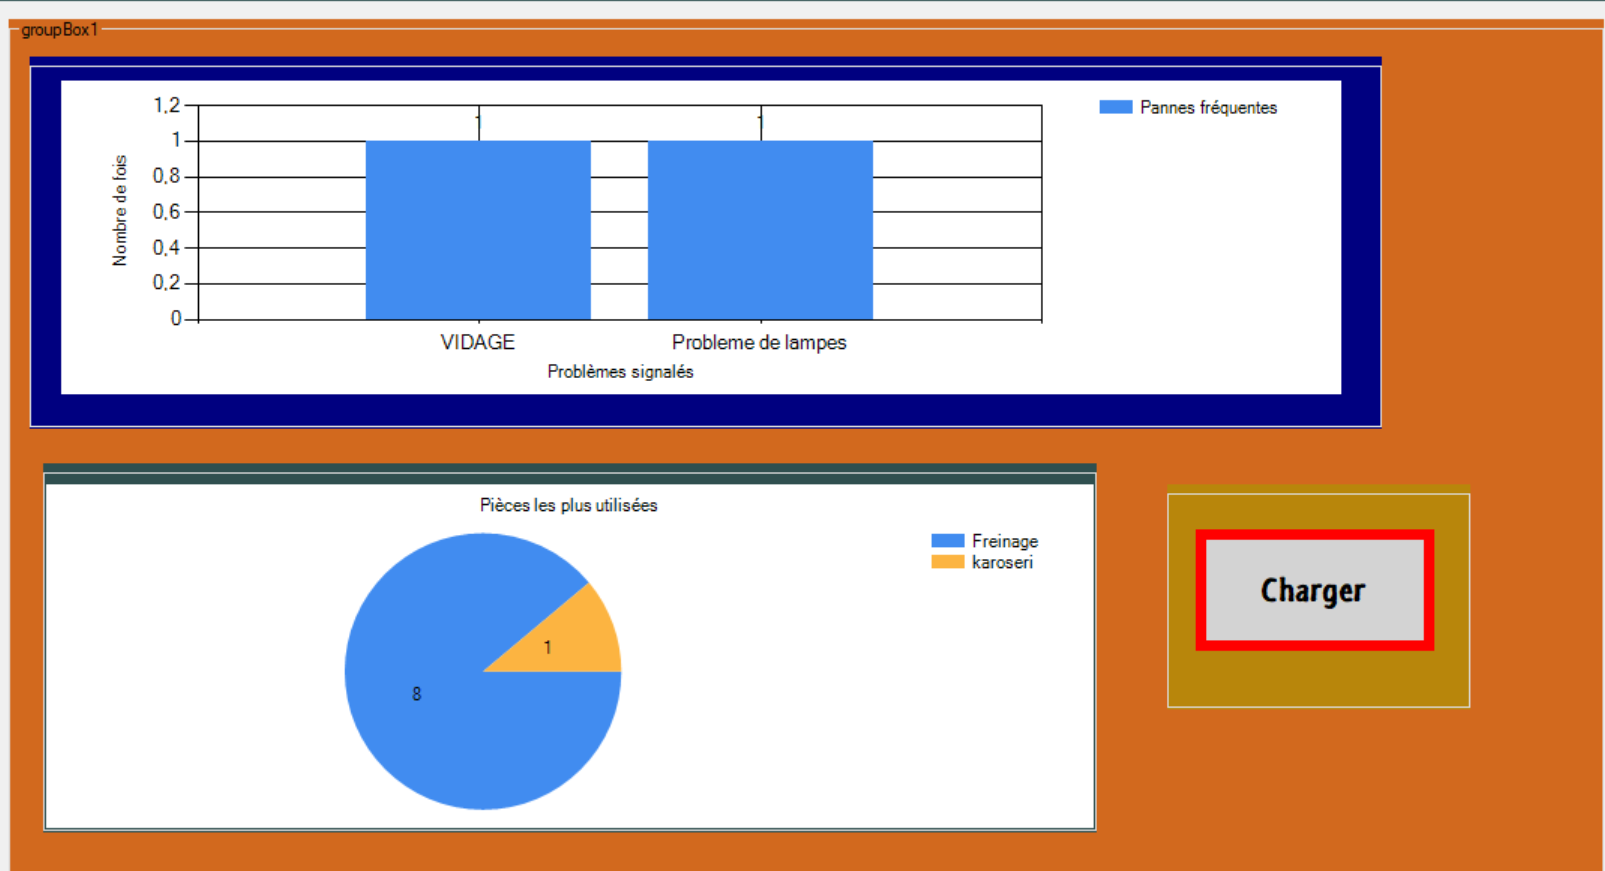 groupBox1
1,2
1
0,8
0,6
0,4
0,2
0
Nombre de fois
1
1
VIDAGE
Probleme de lampes
Problèmes signalés
Pannes fréquentes
Pièces les plus utilisées
Freinage
karoseri
1
8
Charger